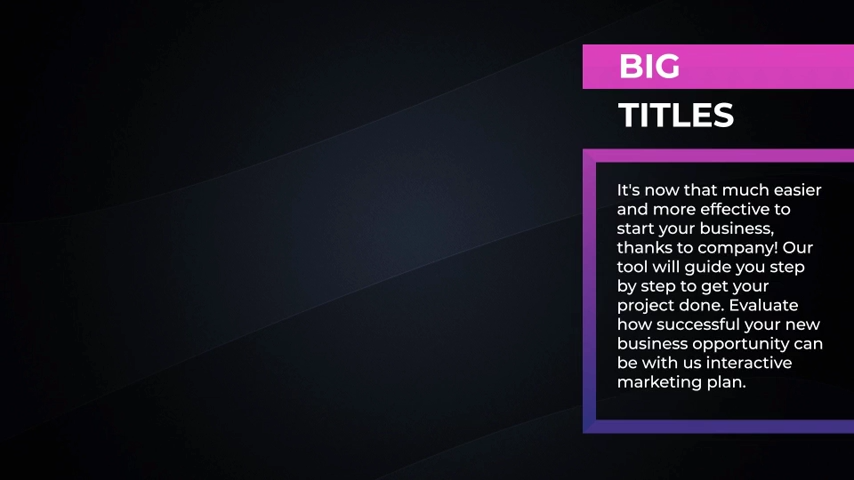 BIG
TITLES
It's now that much easier
and more effective to
start your business,
thanks to company! Our
tool will guide you step
by step to get your
project done. Evaluate
how successful your new
business opportunity can
be with us interactive
marketing plan.